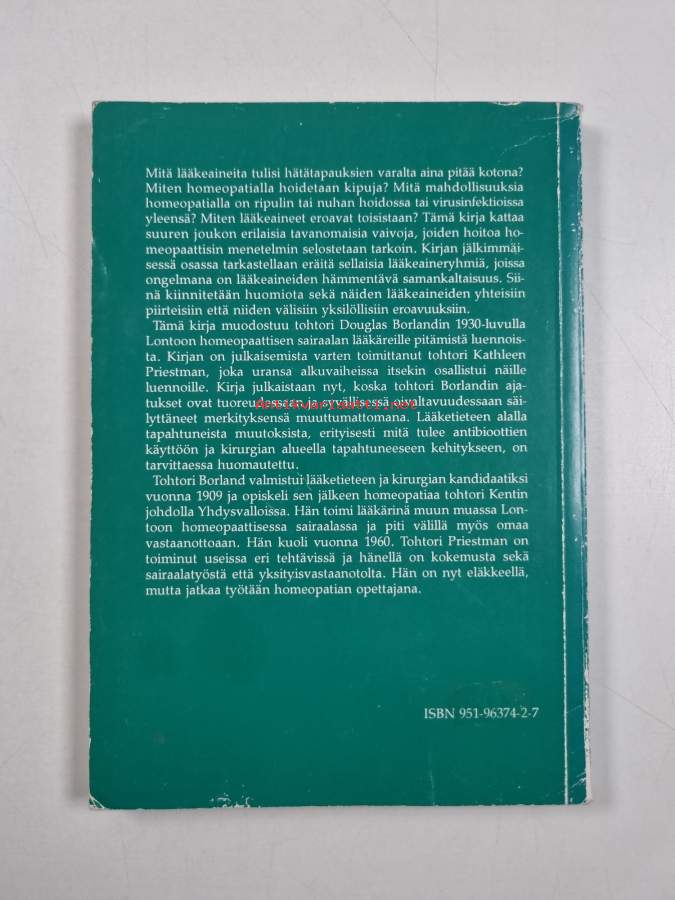 Mitä lääkeaineita tulisi hätätapauksien varalta aina pitää kotona?
Miten homeopatialla hoidetaan kipuja? Mitä mahdollisuuksia
homeopatialla on ripulin tai nuhan hoidossa tai virusinfektioissa
yleensä? Miten lääkeaineet eroavat toisistaan? Tämä kirja kattaa
suuren joukon erilaisia tavanomaisia vaivoja, joiden hoitoa ho-
meopaattisin menetelmin selostetaan tarkoin. Kirjan jälkimmäi-
sessä osassa tarkastellaan eräitä sellaisia lääkeaineryhmiä, joissa
ongelmana on lääkeaineiden hämmentävä samankaltaisuus. Sii-
nä kiinnitetään huomiota sekä näiden lääkeaineiden yhteisiin
piirteisiin että niiden välisiin yksilöllisiin eroavuuksiin.
Tämä kirja muodostuu tohtori Douglas Borlandin 1930-luvulla
Lontoon homeopaattisen sairaalan lääkäreille pitämistä luennois-
ta. Kirjan on julkaisemista varten toimittanut tohtori Kathleen
Priestman, joka uransa alkuvaiheissa itsekin osallistui näille
luennoille. Kirja julkaistaan nyt, koska tohtori Borlandin aja-
tukset ovat tuoreudessaan ja syvällisessä oivaltavuudessaan säi-
Antikvariaatti.net
lyttäneet merkityksensä muuttumattomana. Lääketieteen alalla
tapahtuneista muutoksista, erityisesti mitä tulee antibioottien
käyttöön ja kirurgian alueella tapahtuneeseen kehitykseen, on
tarvittaessa huomautettu.
Tohtori Borland valmistui lääketieteen ja kirurgian kandidaatiksi
vuonna 1909 ja opiskeli sen jälkeen homeopatiaa tohtori Kentin
johdolla Yhdysvalloissa. Hän toimi lääkärinä muun muassa Lon-
toon homeopaattisessa sairaalassa ja piti välillä myös omaa
vastaanottoaan. Hän kuoli vuonna 1960. Tohtori Priestman on
toiminut useissa eri tehtävissä ja hänellä on kokemusta sekä
sairaalatyöstä että yksityisvastaanotolta. Hän on nyt eläkkeellä,
mutta jatkaa työtään homeopatian opettajana.
ISBN 951-96374-2-7